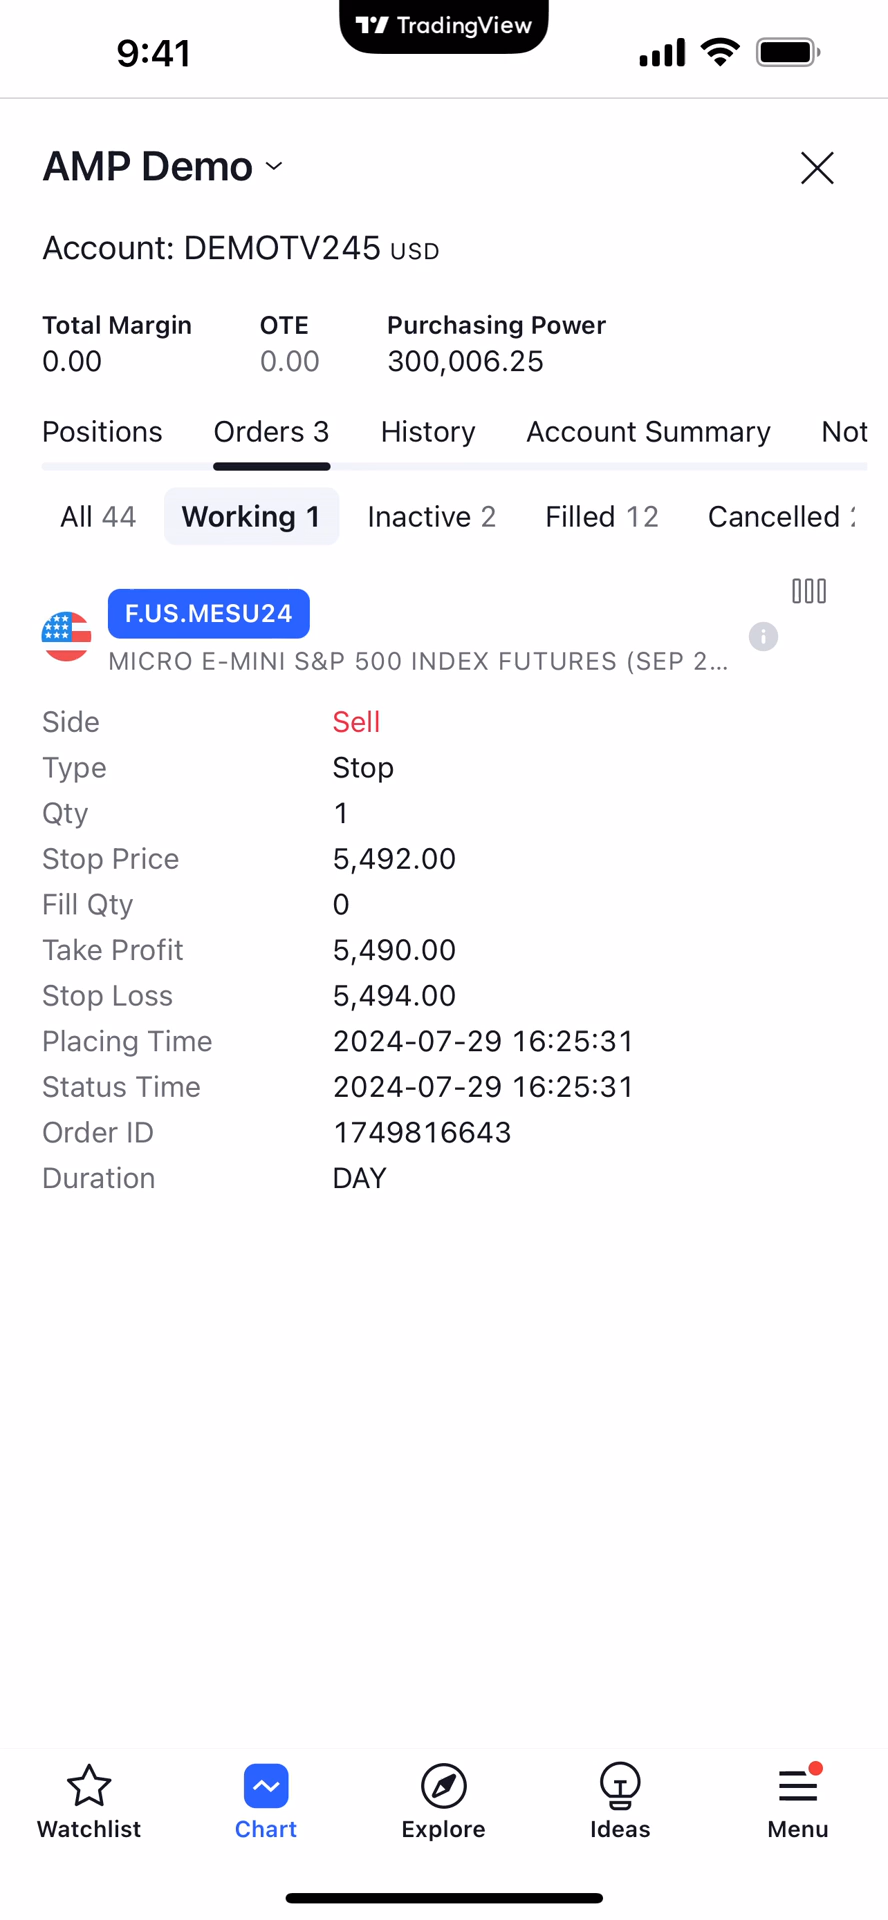 9:41
TradingView
AMP Demo
Account: DEMOTV245 USD
Total Margin OTE Purchasing Power
0.00 0.00 300,006.25
Positions Orders 3 History Account Summary Not
All 44 Working 1 Inactive 2 Filled 12 Cancelled
F.US.MESU24
MICRO E-MINI S&P 500 INDEX FUTURES (SEP 2...
Side Sell
Type Stop
Qty 1
Stop Price 5,492.00
Fill Qty 0
Take Profit 5,490.00
Stop Loss 5,494.00
Placing Time 2024-07-29 16:25:31
Status Time 2024-07-29 16:25:31
Order ID 1749816643
Duration DAY
Watchlist Chart Explore Ideas Menu